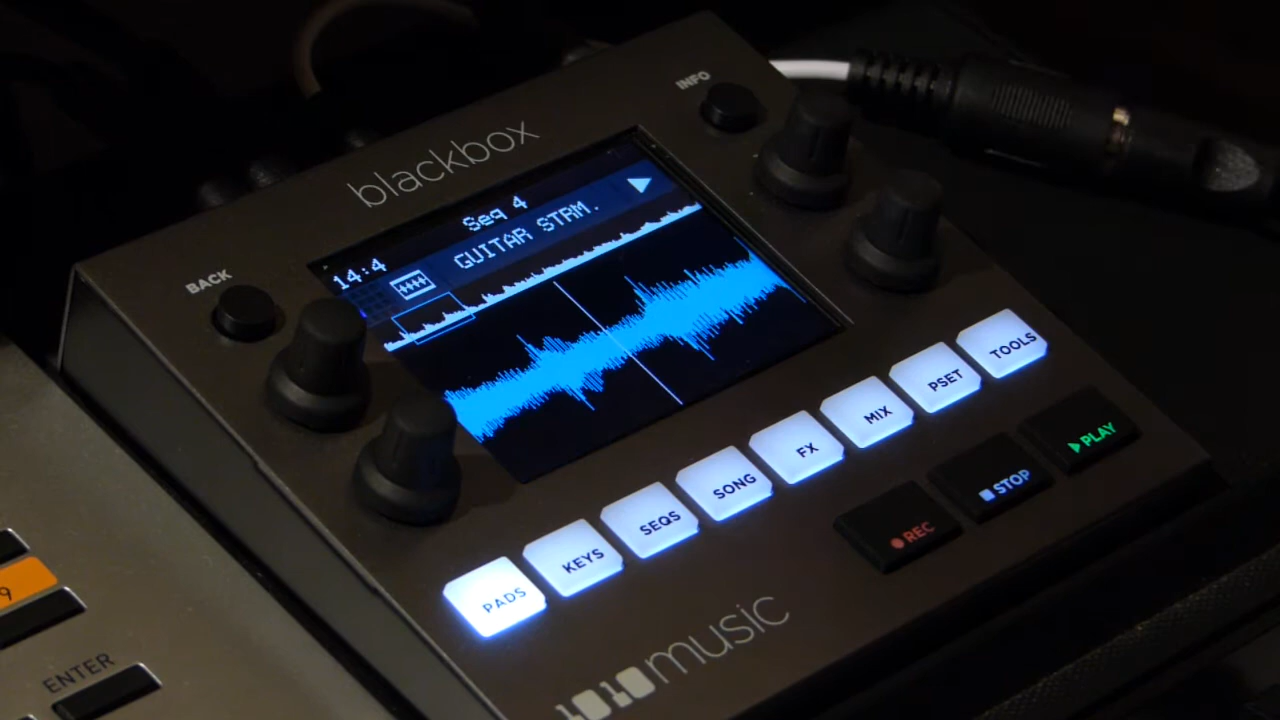 INFO
blackbox
Seq 4
GUITAR STRM.
14:4
BACK
TOOLS
PSET
MIX
FX
SONG
SEQS
KEYS
PADS
PLAY
STOP
REC
1010music
9
ENTER